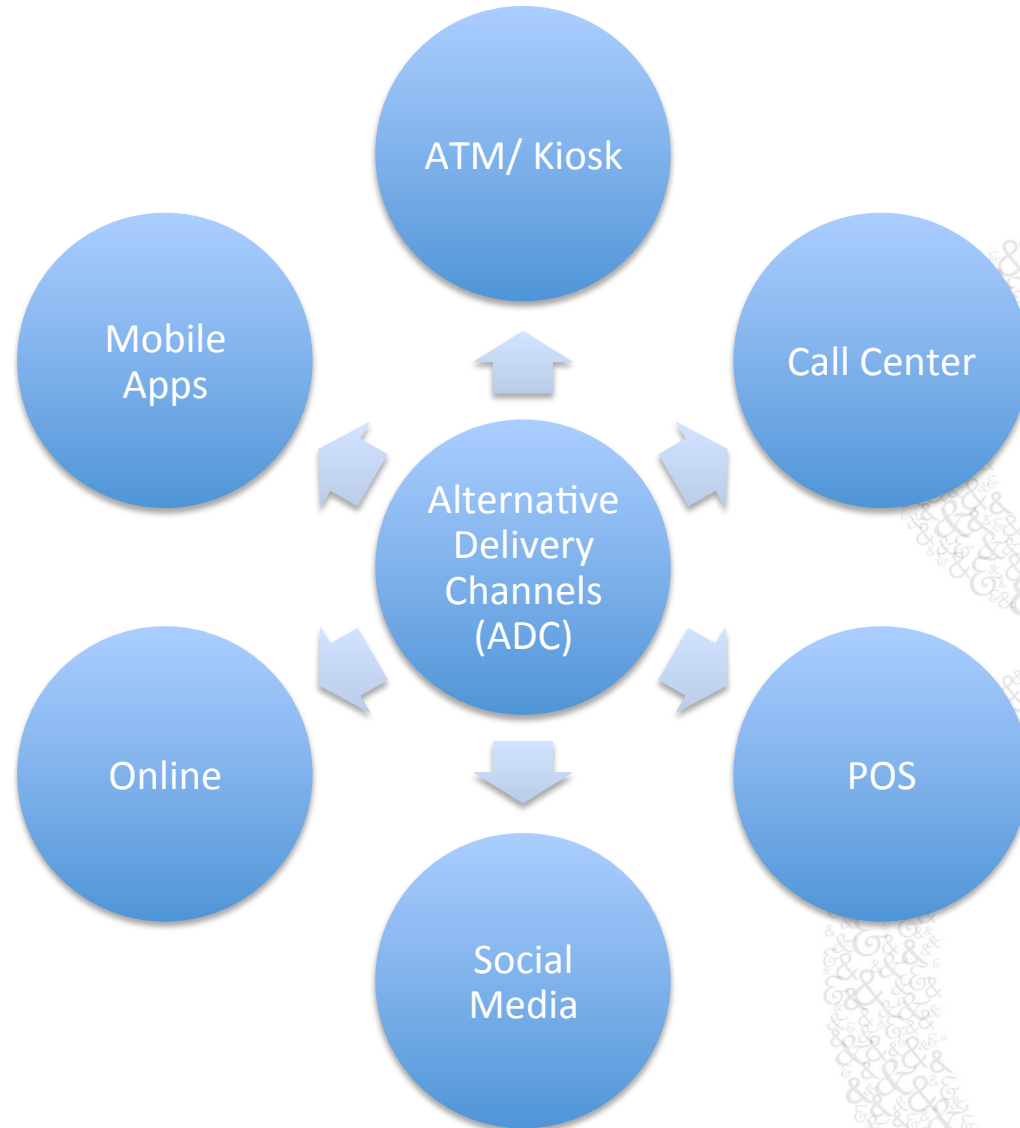 ATM/ Kiosk
Mobile
Apps
Call Center
Alternative
Delivery
Channels
(ADC)
Online
POS
Social
Media